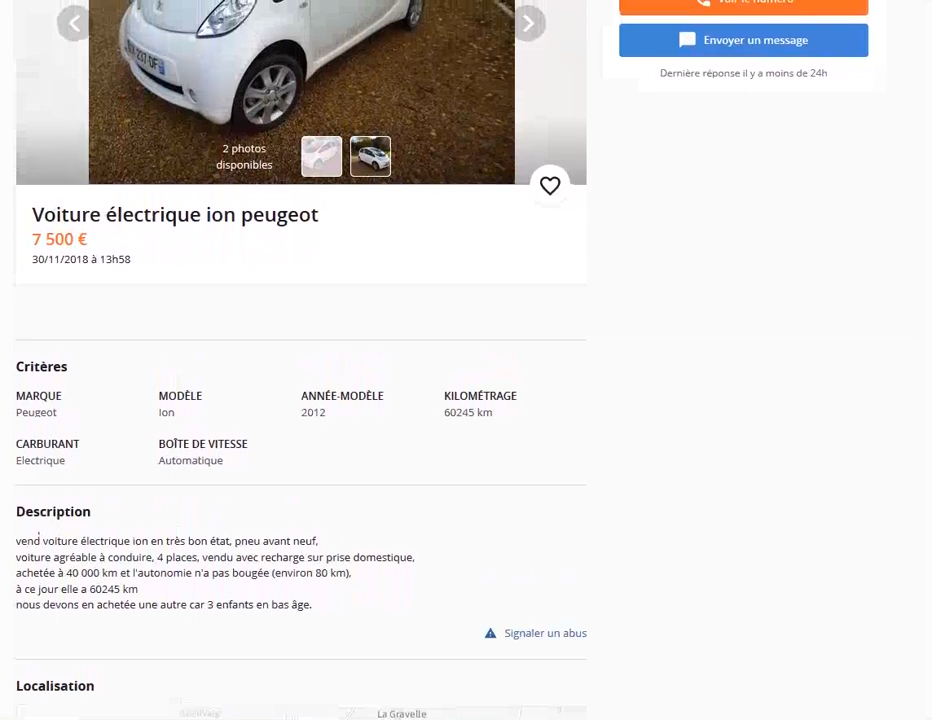 Voir le numéro
Envoyer un message
Dernière réponse il y a moins de 24h
2 photos
disponibles
Voiture électrique ion peugeot
7 500 €
30/11/2018 à 13h58
Critères
MARQUE
Peugeot
MODÈLE
Ion
ANNÉE-MODÈLE
2012
KILOMÉTRAGE
60245 km
CARBURANT
Electrique
BOÎTE DE VITESSE
Automatique
Description
vend voiture électrique ion en très bon état, pneu avant neuf,
voiture agréable à conduire, 4 places, vendu avec recharge sur prise domestique,
achetée à 40 000 km et l'autonomie n'a pas bougée (environ 80 km),
à ce jour elle a 60245 km
nous devons en achetée une autre car 3 enfants en bas âge.
Signaler un abus
Localisation
La Gravelle